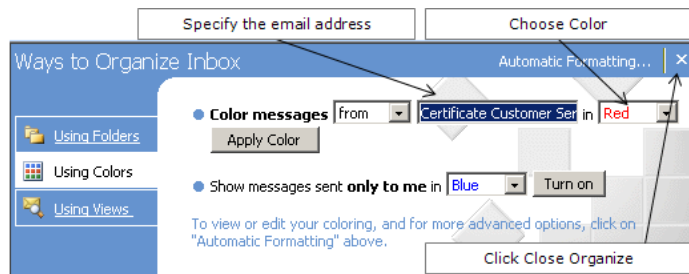 Specify the email address
Choose Color
Ways to Organize Inbox
Automatic Formatting...
Color messages from Certificate Customer Ser in Red
Apply Color
Using Folders
Using Colors
Using Views
Show messages sent only to me in Blue Turn on
To view or edit your coloring, and for more advanced options, click on
"Automatic Formatting" above.
Click Close Organize